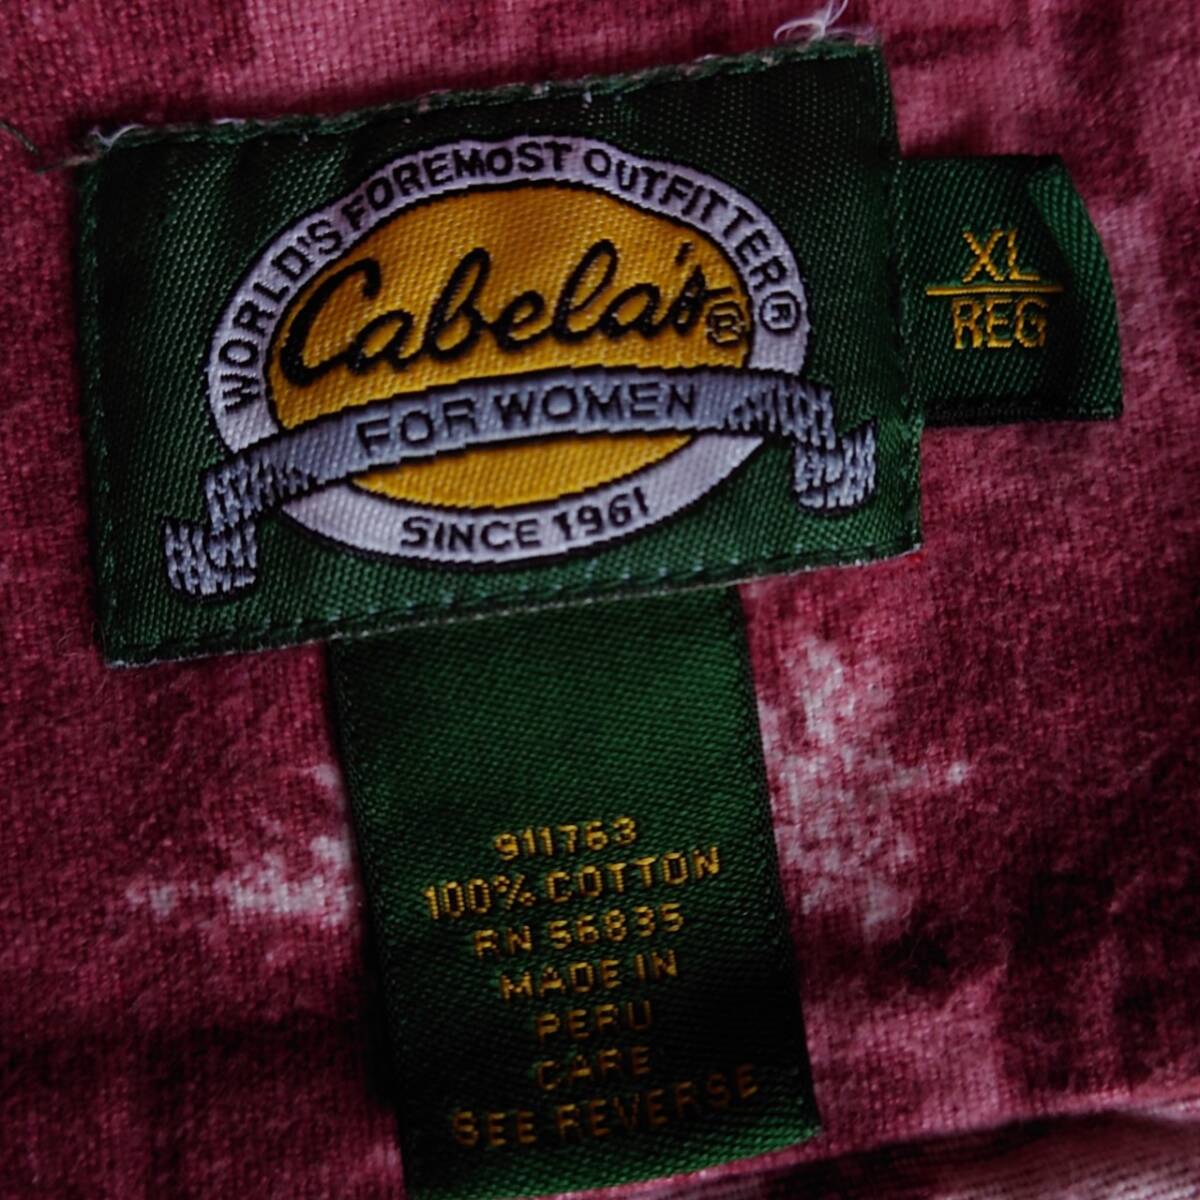 WORLD'S FOREMOST OUTFITTER®
Cabela's®
FOR WOMEN
SINCE 1961
XL
REG
911763
100% COTTON
RN 56835
MADE IN
PERU
CARE
SEE REVERSE